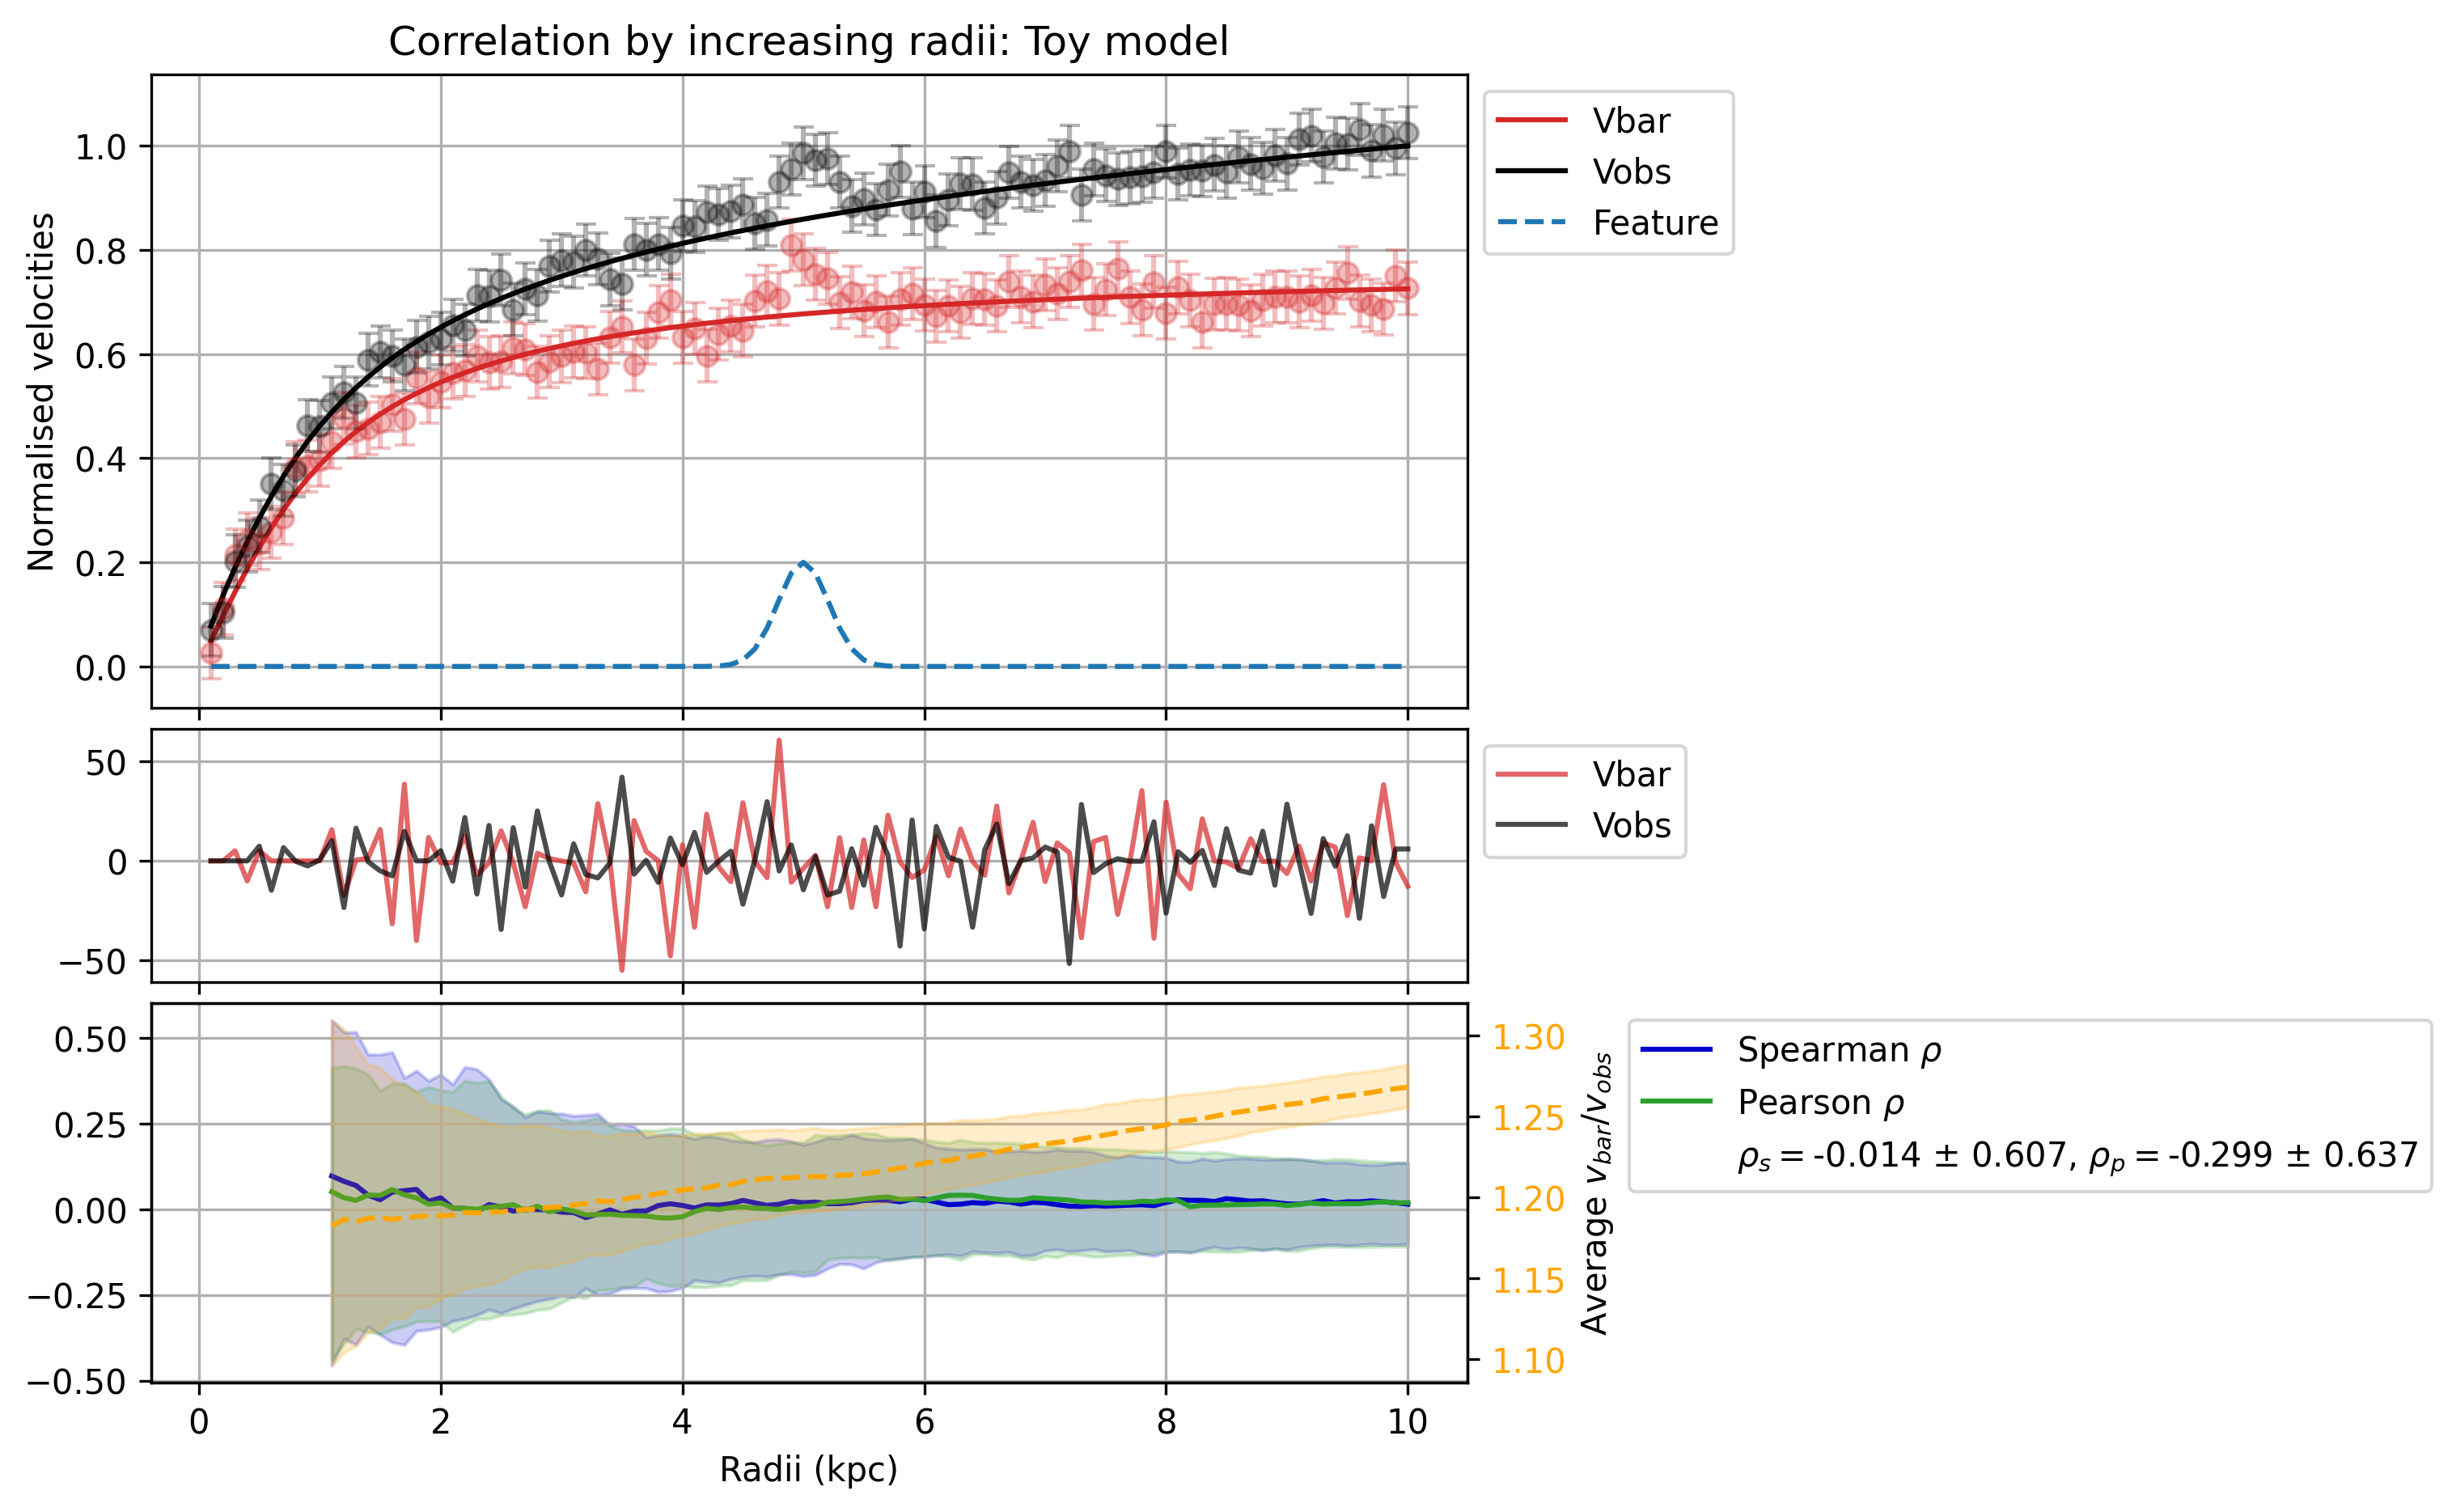 Correlation by increasing radii: Toy model
Normalised velocities
1.0
0.8
0.6
0.4
0.2
0.0
Vbar
Vobs
Feature
50
0
−50
Vbar
Vobs
0.50
0.25
0.00
−0.25
−0.50
1.30
1.25
1.20
1.15
1.10
Average v_bar/v_obs
Spearman ρ
Pearson ρ
ρ_s = -0.014 ± 0.607, ρ_p = -0.299 ± 0.637
0 2 4 6 8 10
Radii (kpc)